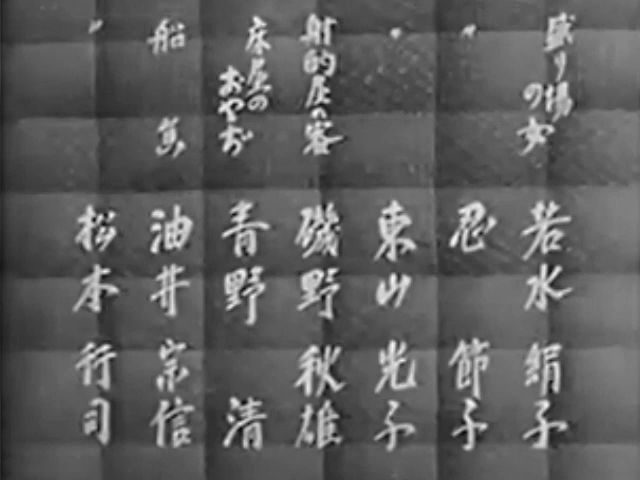 盛り場の女 若水絹子
〃 忍節子
〃 東山光子
射的屋の客 磯野秋雄
床屋のおやぢ 青野清
船員 油井宗信
〃 松本行司